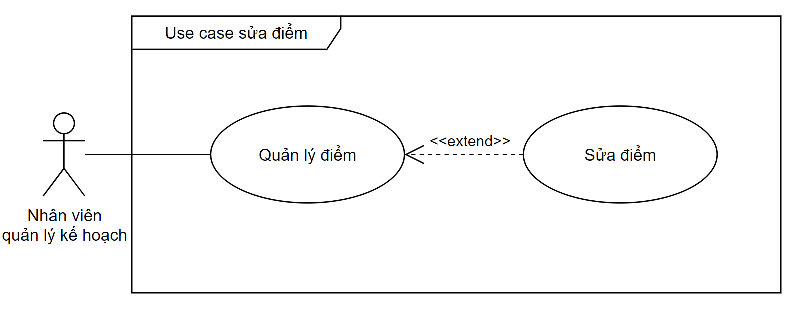 Use case sửa điểm
<<extend>>
Quản lý điểm
Sửa điểm
Nhân viên
quản lý kế hoạch